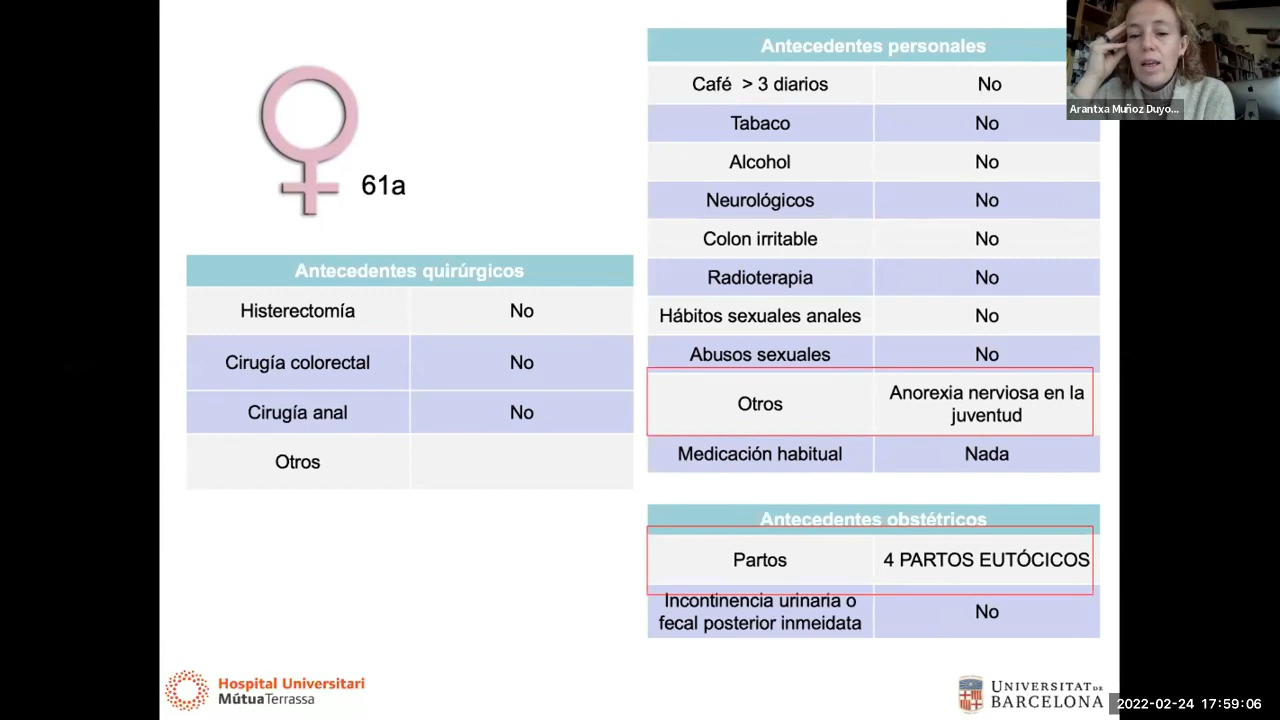 61a
Antecedentes quirúrgicos
Histerectomía No
Cirugía colorectal No
Cirugía anal No
Otros
Antecedentes personales
Café > 3 diarios No
Tabaco No
Alcohol No
Neurológicos No
Colon irritable No
Radioterapia No
Hábitos sexuales anales No
Abusos sexuales No
Otros Anorexia nerviosa en la
juventud
Medicación habitual Nada
Antecedentes obstétricos
Partos 4 PARTOS EUTÓCICOS
Incontinencia urinaria o
fecal posterior inmeidata No
Arantxa Muñoz Duyo...
Hospital Universitari
MútuaTerrassa
UNIVERSITAT DE
BARCELONA
2022-02-24 17:59:06